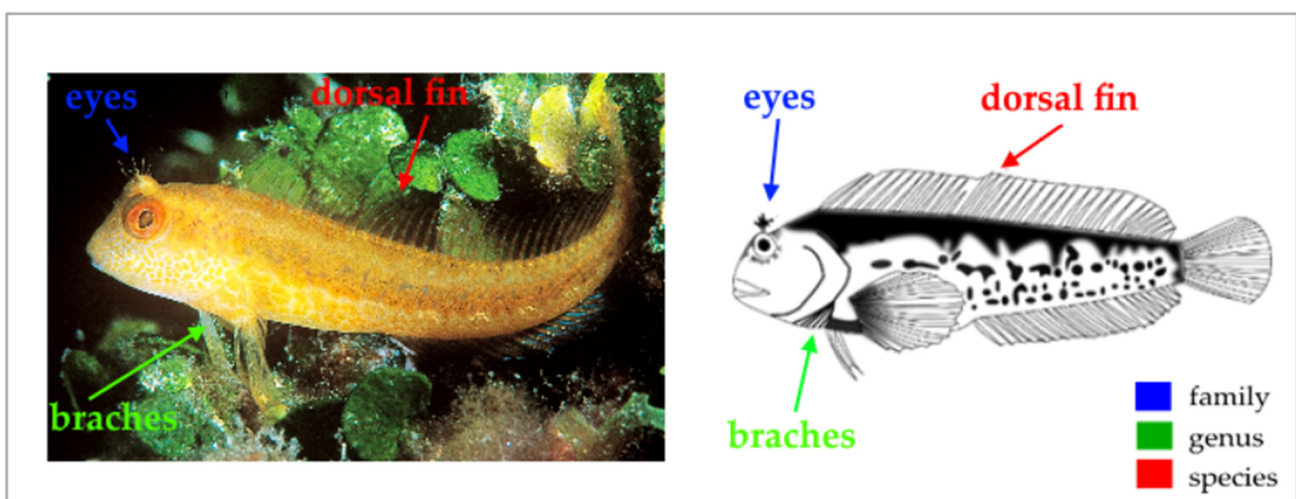 eyes
dorsal fin
braches
eyes
dorsal fin
braches
family
genus
species